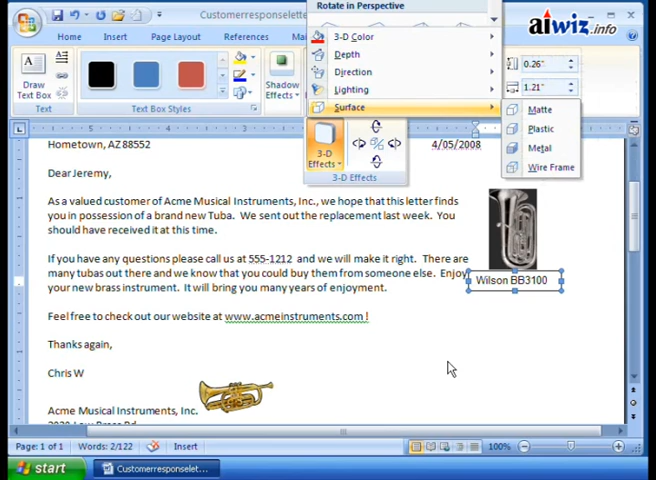 Customerresponselette
Rotate in Perspective
aiwiz.info
Home
Insert
Page Layout
References
3-D Color
Depth
Direction
Lighting
Surface
Matte
Plastic
Metal
Wire Frame
Draw
Text Box
Text
Text Box Styles
Shadow
Effects
3-D
Effects
3-D Effects
0.26"
1.21"
Hometown, AZ 88552
4/05/2008
Dear Jeremy,
As a valued customer of Acme Musical Instruments, Inc., we hope that this letter finds
you in possession of a brand new Tuba. We sent out the replacement last week. You
should have received it at this time.
If you have any questions please call us at 555-1212 and we will make it right. There are
many tubas out there and we know that you could buy them from someone else. Enjoy
your new brass instrument. It will bring you many years of enjoyment.
Wilson BB3100
Feel free to check out our website at www.acmeinstruments.com !
Thanks again,
Chris W
Acme Musical Instruments, Inc.
Page: 1 of 1
Words: 2/122
Insert
100%
start
Customerresponselet...